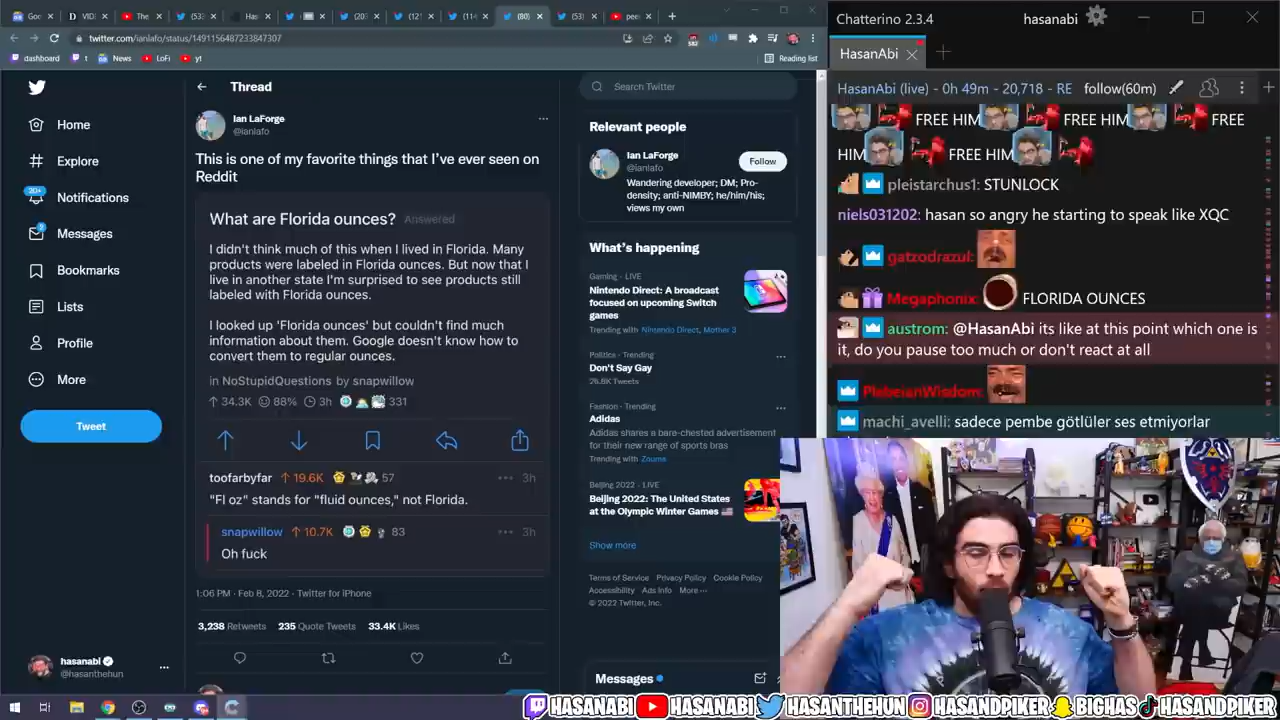 twitter.com/ianlafo/status/1491156487233847307
dashboard
t
News
LoFi
yt
Reading list
Home
Explore
20+
Notifications
Messages
Bookmarks
Lists
Profile
More
Tweet
hasanabi
@hasanthehun
Thread
Ian LaForge
@ianlafo
This is one of my favorite things that I've ever seen on
Reddit
What are Florida ounces? Answered
I didn't think much of this when I lived in Florida. Many
products were labeled in Florida ounces. But now that I
live in another state I'm surprised to see products still
labeled with Florida ounces.
I looked up 'Florida ounces' but couldn't find much
information about them. Google doesn't know how to
convert them to regular ounces.
in NoStupidQuestions by snapwillow
34.3K 88% 3h 331
toofarbyfar 19.6K 57 3h
"Fl oz" stands for "fluid ounces," not Florida.
snapwillow 10.7K 83 3h
Oh fuck
1:06 PM · Feb 8, 2022 · Twitter for iPhone
3,238 Retweets 235 Quote Tweets 33.4K Likes
Search Twitter
Relevant people
Ian LaForge
@ianlafo
Follow
Wandering developer; DM; Pro-
density; anti-NIMBY; he/him/his;
views my own
What's happening
Gaming · LIVE
Nintendo Direct: A broadcast
focused on upcoming Switch
games
Trending with Nintendo Direct, Mother 3
Politics · Trending
Don't Say Gay
Fashion · Trending
Adidas
Adidas shares a bare-chested advertisement
for their new range of sports bras
Trending with Zouma
Beijing 2022 · LIVE
Beijing 2022: The United States
at the Olympic Winter Games
Show more
Terms of Service Privacy Policy Cookie Policy
Accessibility Ads Info More ···
© 2022 Twitter, Inc.
Messages
Chatterino 2.3.4
hasanabi
HasanAbi
HasanAbi (live) - 0h 49m - 20,718 - RE follow(60m)
FREE HIM FREE HIM FREE
HIM FREE HIM
pleistarchus1: STUNLOCK
niels031202: hasan so angry he starting to speak like XQC
gatzodrazul:
Megaphonix: FLORIDA OUNCES
austrom: @HasanAbi its like at this point which one is
it, do you pause too much or don't react at all
PlebeianWisdom:
machi_avelli: sadece pembe götlüler ses etmiyorlar
HASANABI HASANABI HASANTHEHUN HASANDPIKER BIGHAS HASANDPIKER